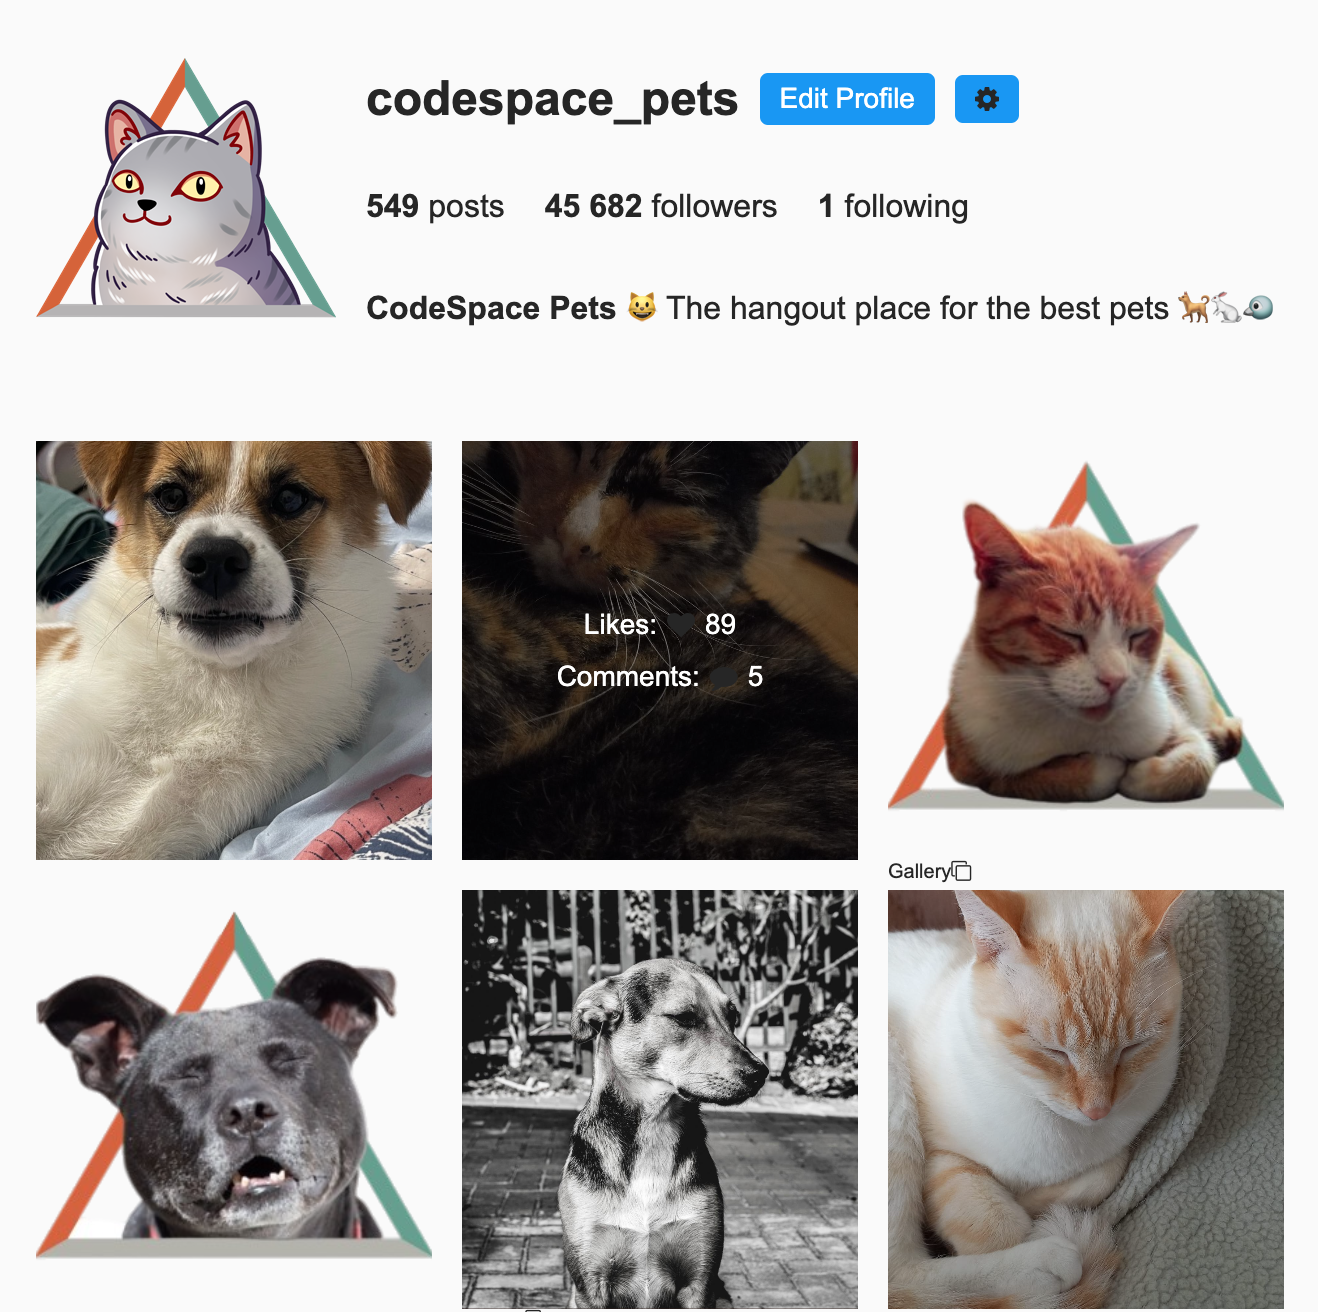 codespace_pets Edit Profile
549 posts 45 682 followers 1 following
CodeSpace Pets 😺 The hangout place for the best pets 🐕🐇🐏
Likes: 🖤 89
Comments: 5
Gallery